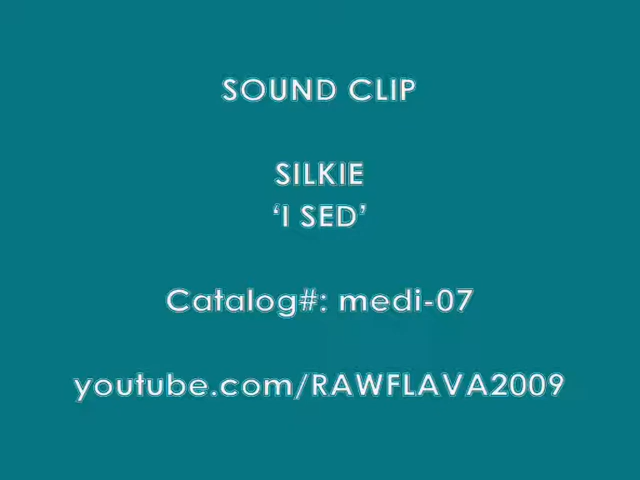 SOUND CLIP
SILKIE
‘I SED’
Catalog#: medi-07
youtube.com/RAWFLAVA2009